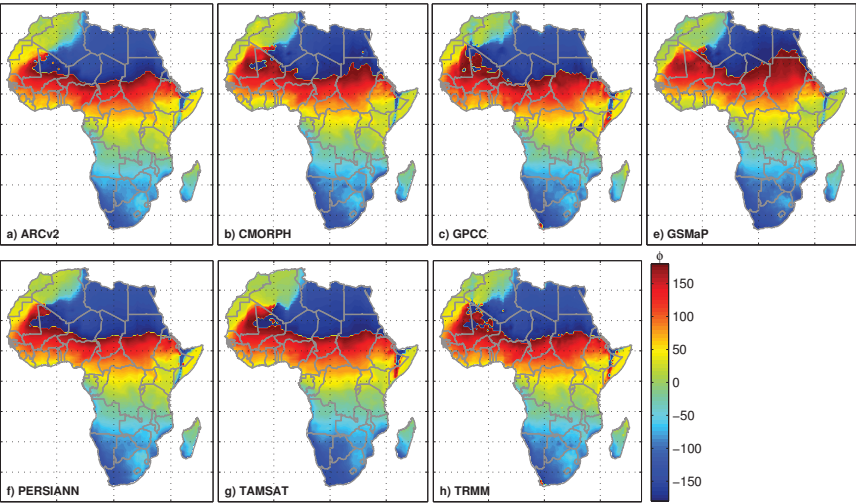 a) ARCv2
b) CMORPH
c) GPCC
e) GSMaP
f) PERSIANN
g) TAMSAT
h) TRMM
ϕ
150
100
50
0
−50
−100
−150